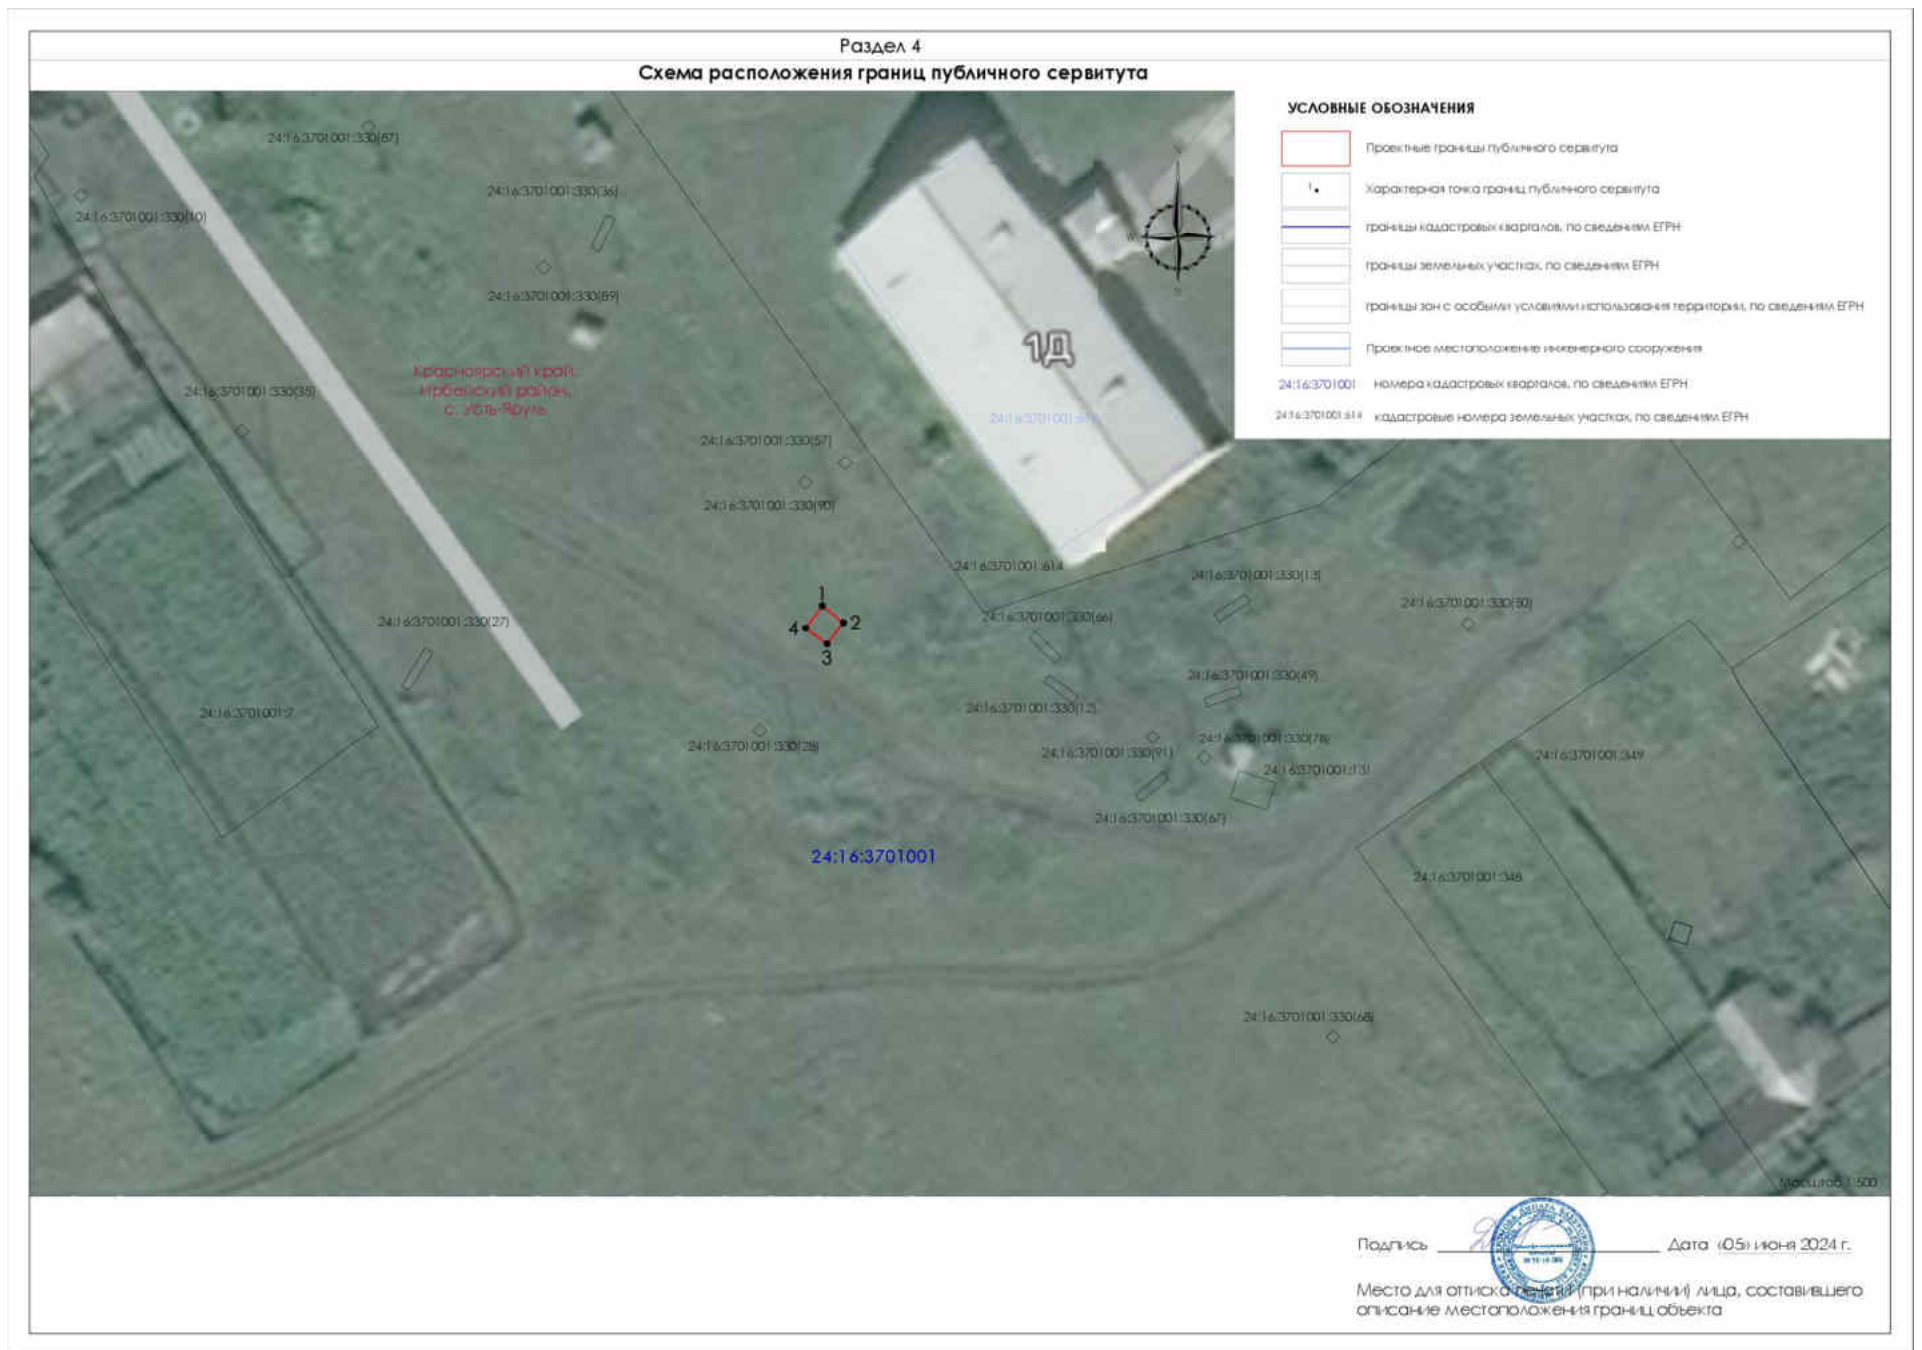 Раздел 4
Схема расположения границ публичного сервитута
УСЛОВНЫЕ ОБОЗНАЧЕНИЯ
Проектные границы публичного сервитута
1
Характерная точка границ публичного сервитута
границы кадастровых кварталов, по сведениям ЕГРН
границы земельных участках, по сведениям ЕГРН
границы зон с особыми условиями использования территории, по сведениям ЕГРН
Проектное местоположение инженерного сооружения
24:16:3701001 номера кадастровых кварталов, по сведениям ЕГРН
24:16:3701001:614 кадастровые номера земельных участках, по сведениям ЕГРН
24:16:3701001:330(87)
24:16:3701001:330(36)
24:16:3701001:330(10)
24:16:3701001:330(89)
1Д
Красноярский край,
Ирбейский район,
с. Усть-Яруль
24:16:3701001:330(35)
24:16:3701001:330(57)
24:16:3701001:330(90)
24:16:3701001:614
24:16:3701001:330(13)
1
24:16:3701001:330(50)
24:16:3701001:330(66)
24:16:3701001:330(27)
4
2
3
24:16:3701001:330(49)
24:16:3701001:330(12)
24:16:3701001:7
24:16:3701001:330(28)
24:16:3701001:330(91)
24:16:3701001:330(78)
24:16:3701001:349
24:16:3701001:131
24:16:3701001:330(67)
24:16:3701001
24:16:3701001:348
24:16:3701001:330(68)
Масштаб 1:500
Подпись
Дата «05» июня 2024 г.
Место для оттиска печати (при наличии) лица, составившего
описание местоположения границ объекта